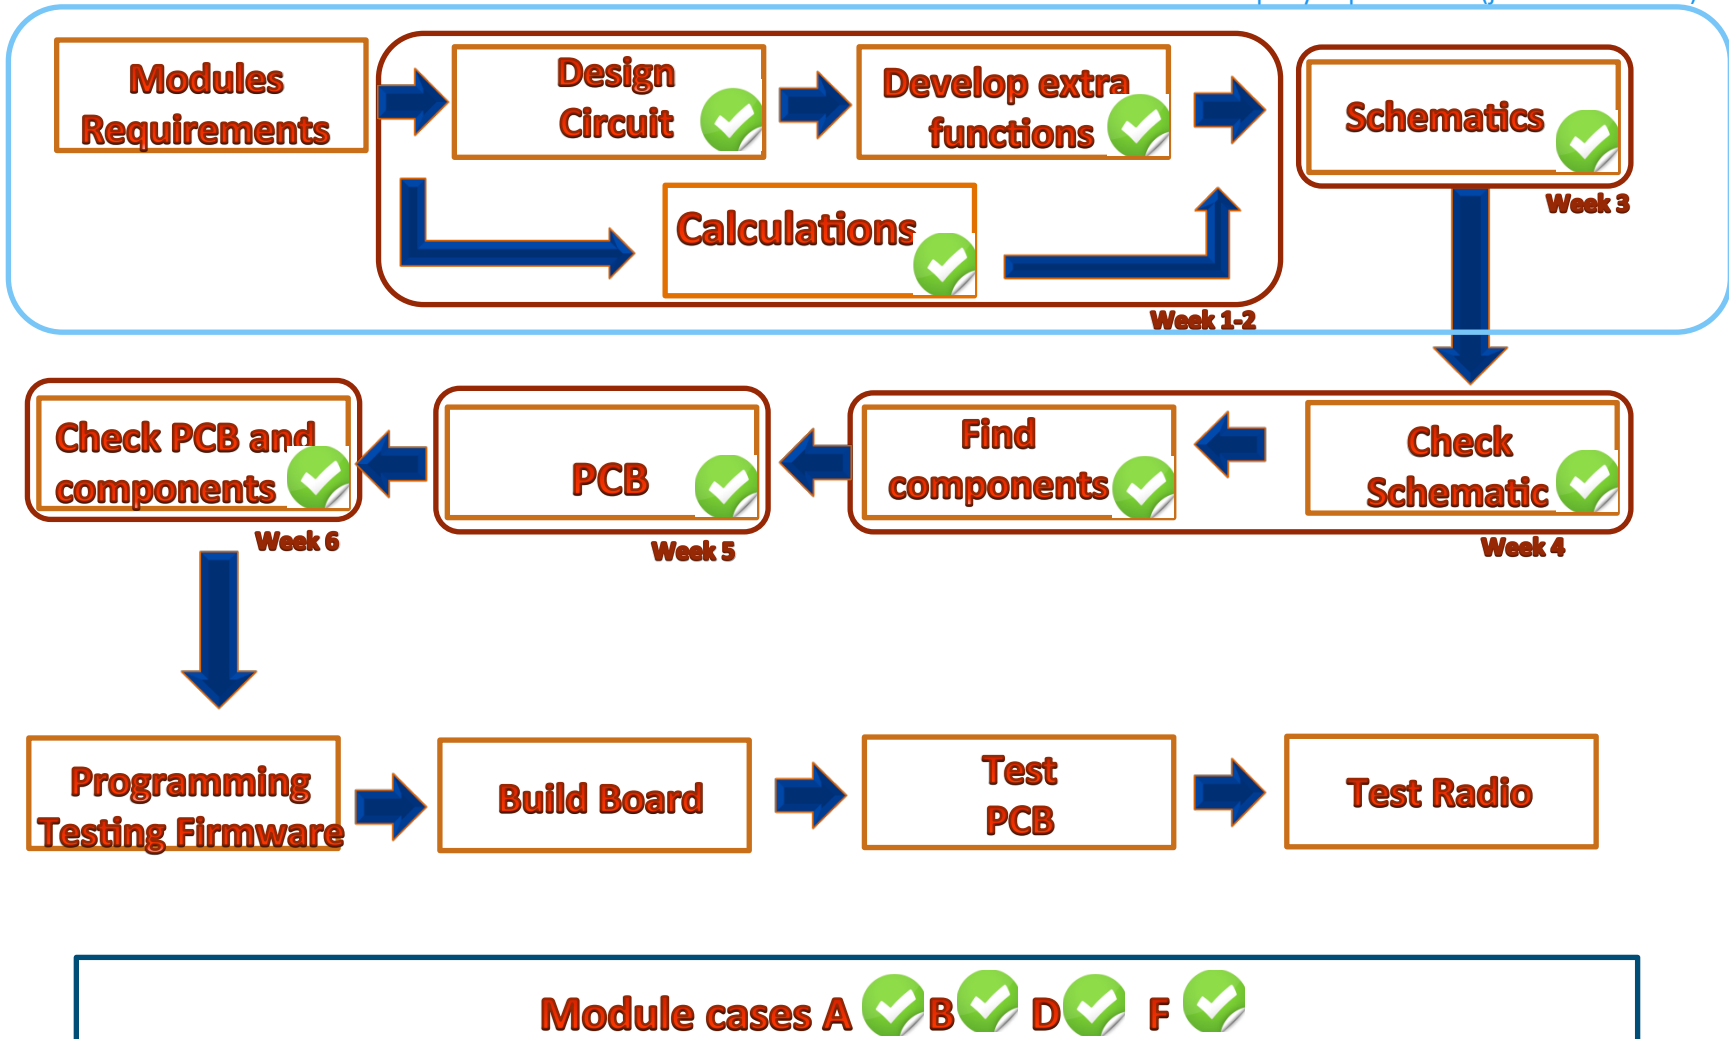 Modules
Requirements
Design
Circuit
Develop extra
functions
Schematics
Calculations
Week 3
Week 1-2
Check PCB and
components
PCB
Find
components
Check
Schematic
Week 6
Week 5
Week 4
Programming
Testing Firmware
Build Board
Test
PCB
Test Radio
Module cases A B D F